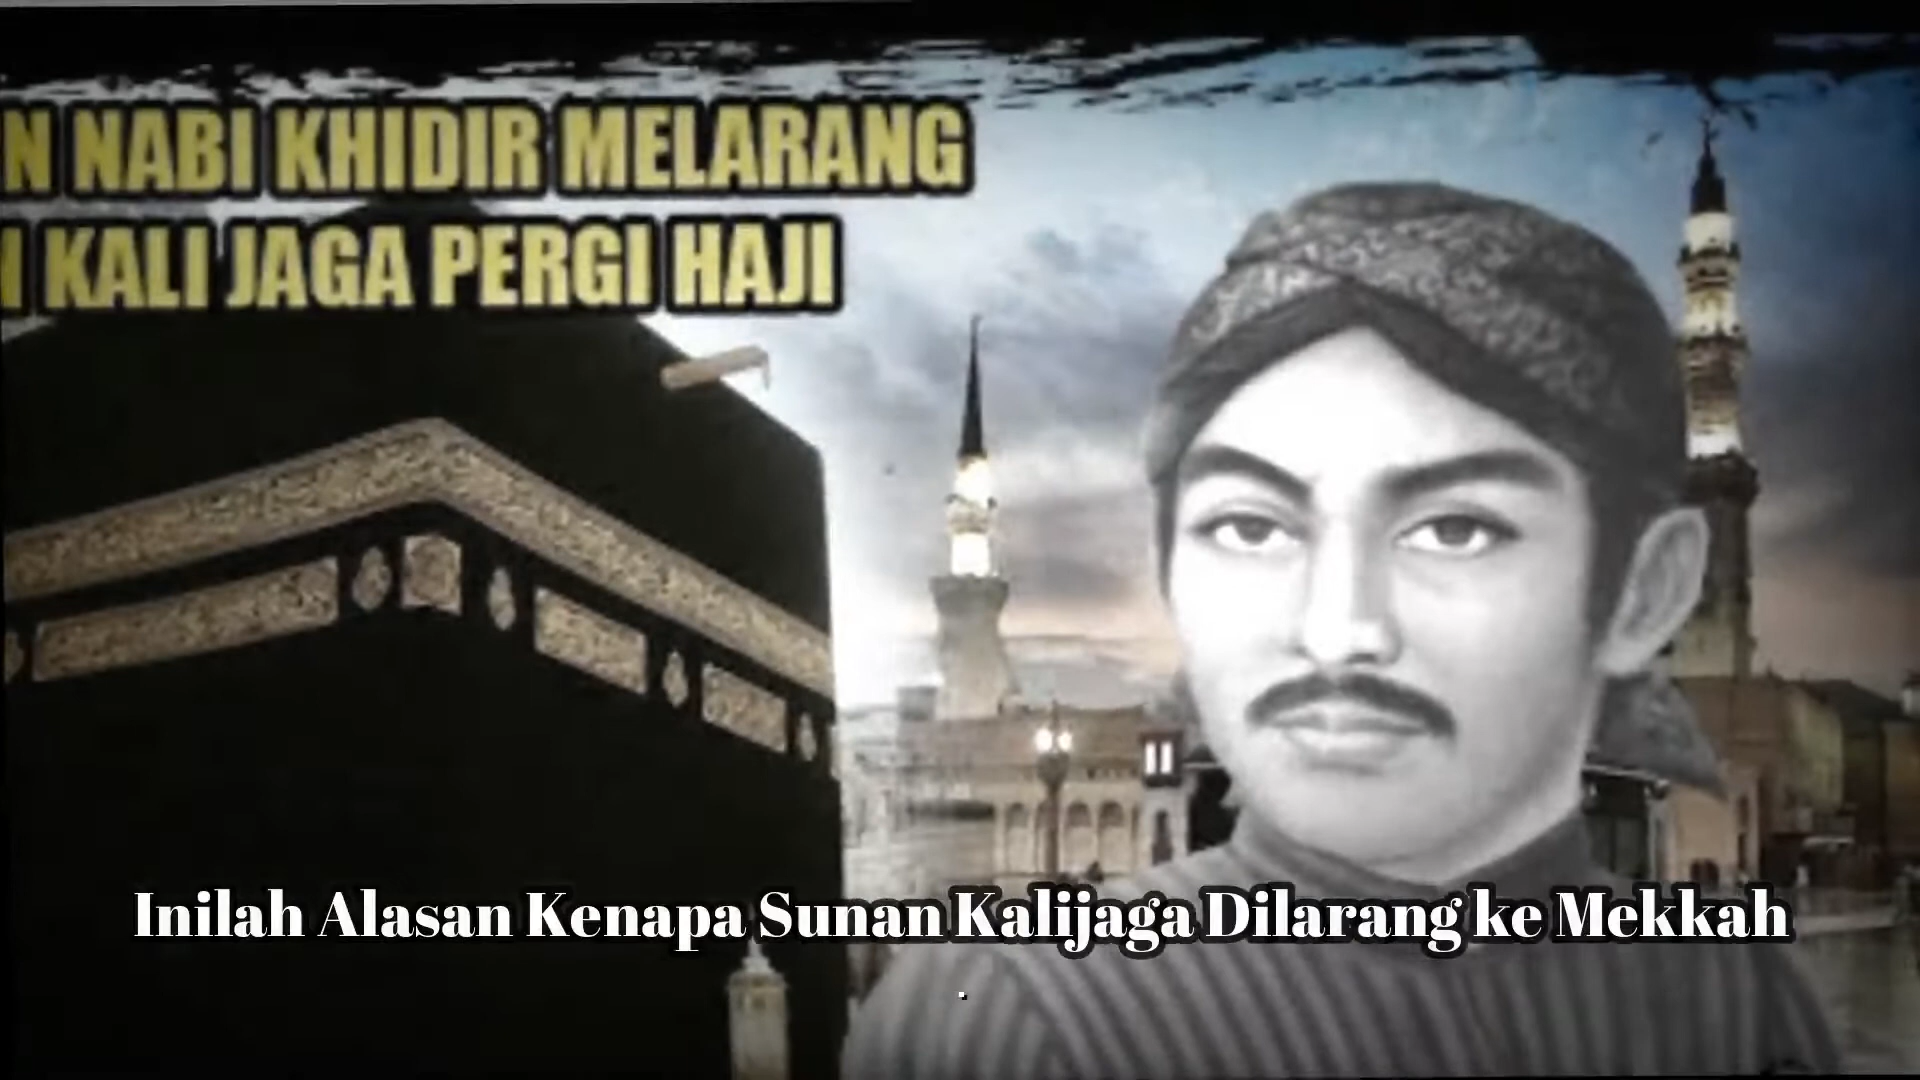 N NABI KHIDIR MELARANG
KALI JAGA PERGI HAJI
Inilah Alasan Kenapa Sunan Kalijaga Dilarang ke Mekkah
.